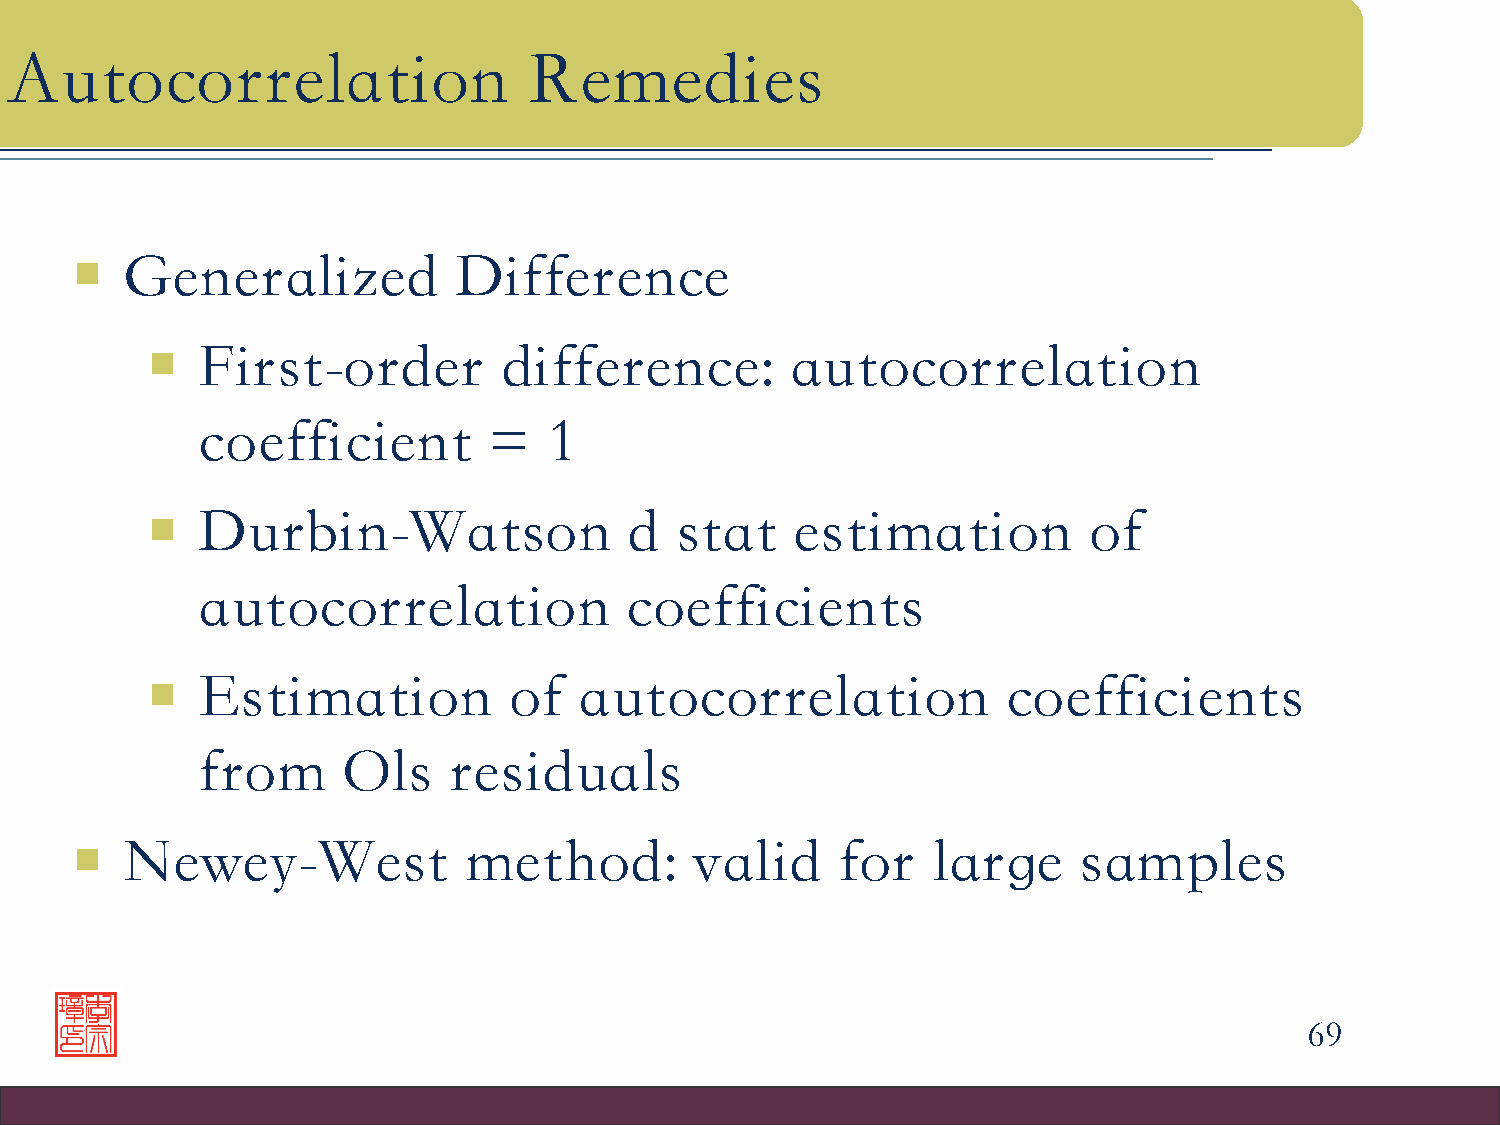 Autocorrelation Remedies
Generalized Difference
First-order difference: autocorrelation
coefficient = 1
Durbin-Watson d stat estimation of
autocorrelation coefficients
Estimation of autocorrelation coefficients
from Ols residuals
Newey-West method: valid for large samples
69